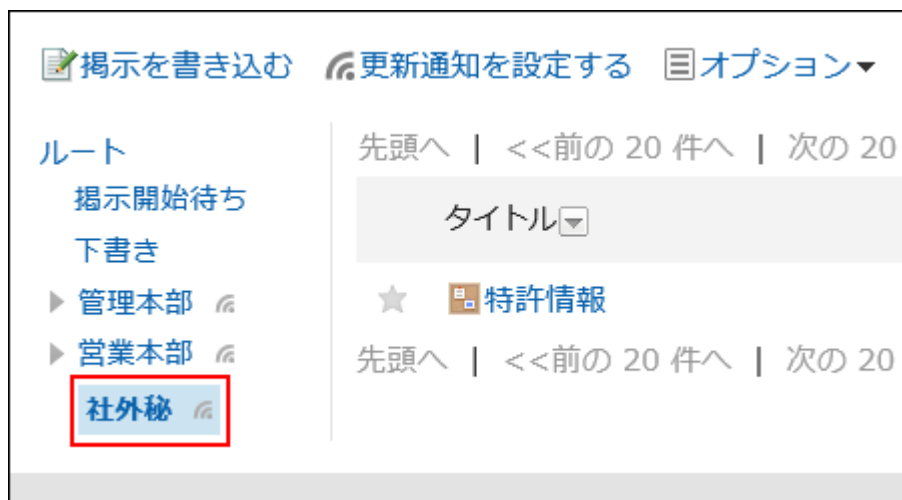 掲示を書き込む 更新通知を設定する オプション
ルート
掲示開始待ち
下書き
管理本部
営業本部
社外秘
先頭へ | <<前の 20 件へ | 次の 20
タイトル
特許情報
先頭へ | <<前の 20 件へ | 次の 20